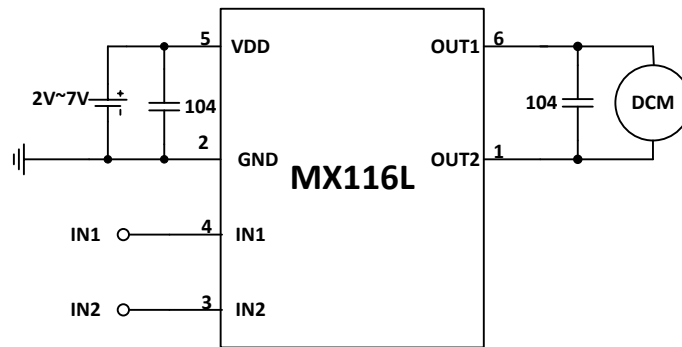 5 VDD OUT1 6
2V~7V + - 104 104 DCM
2 GND OUT2 1
MX116L
IN1 4 IN1
IN2 3 IN2